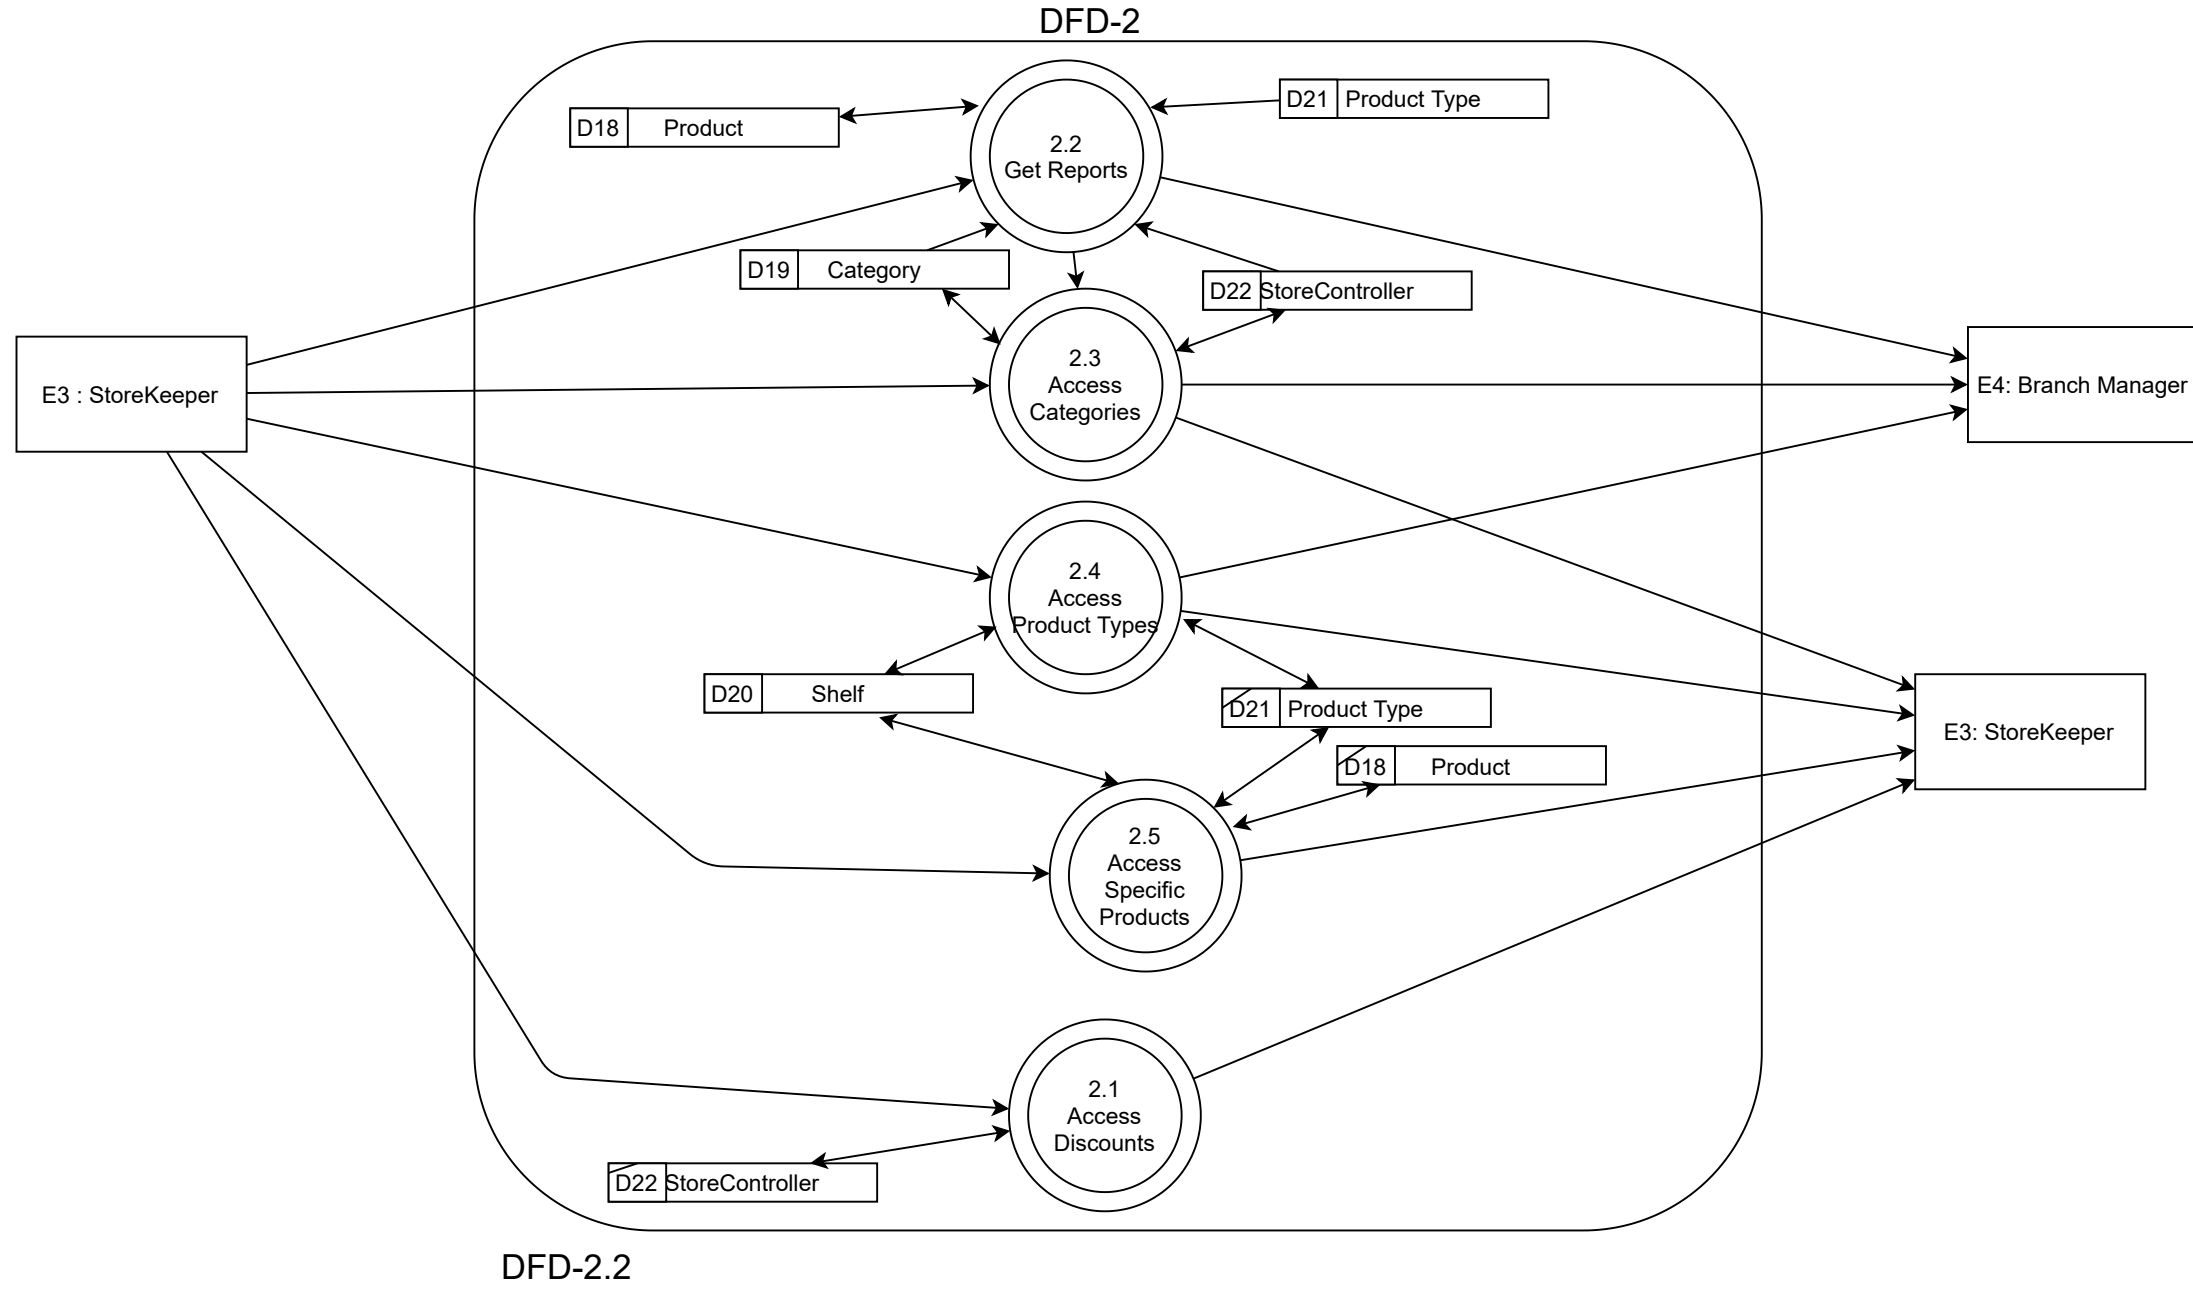 DFD-2
D18 Product
D21 Product Type
2.2
Get Reports
D19 Category
D22 StoreController
E3 : StoreKeeper
2.3
Access
Categories
E4: Branch Manager
2.4
Access
Product Types
D20 Shelf
D21 Product Type
D18 Product
E3: StoreKeeper
2.5
Access
Specific
Products
2.1
Access
Discounts
D22 StoreController
DFD-2.2